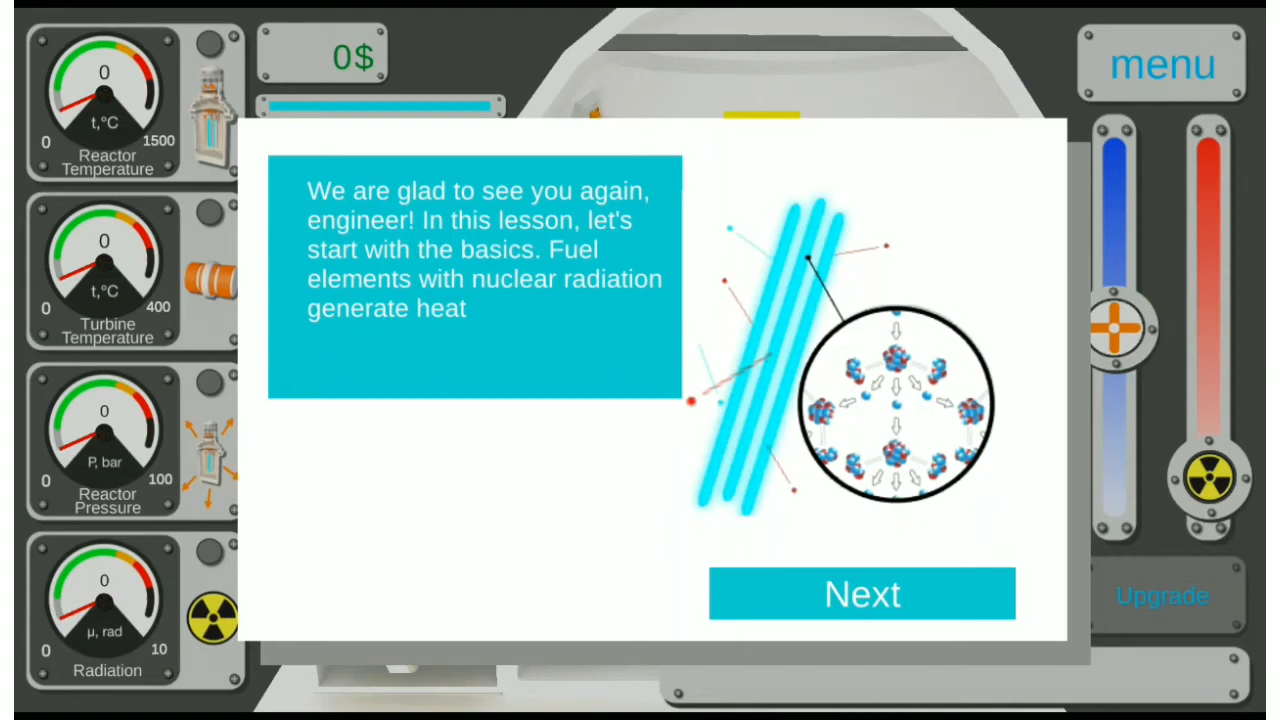 0$
menu
0
t,°C
0
1500
Reactor
Temperature
We are glad to see you again,
engineer! In this lesson, let's
start with the basics. Fuel
elements with nuclear radiation
generate heat
0
t,°C
0
400
Turbine
Temperature
0
P, bar
0
100
Reactor
Pressure
0
µ, rad
0
10
Radiation
Next
Upgrade